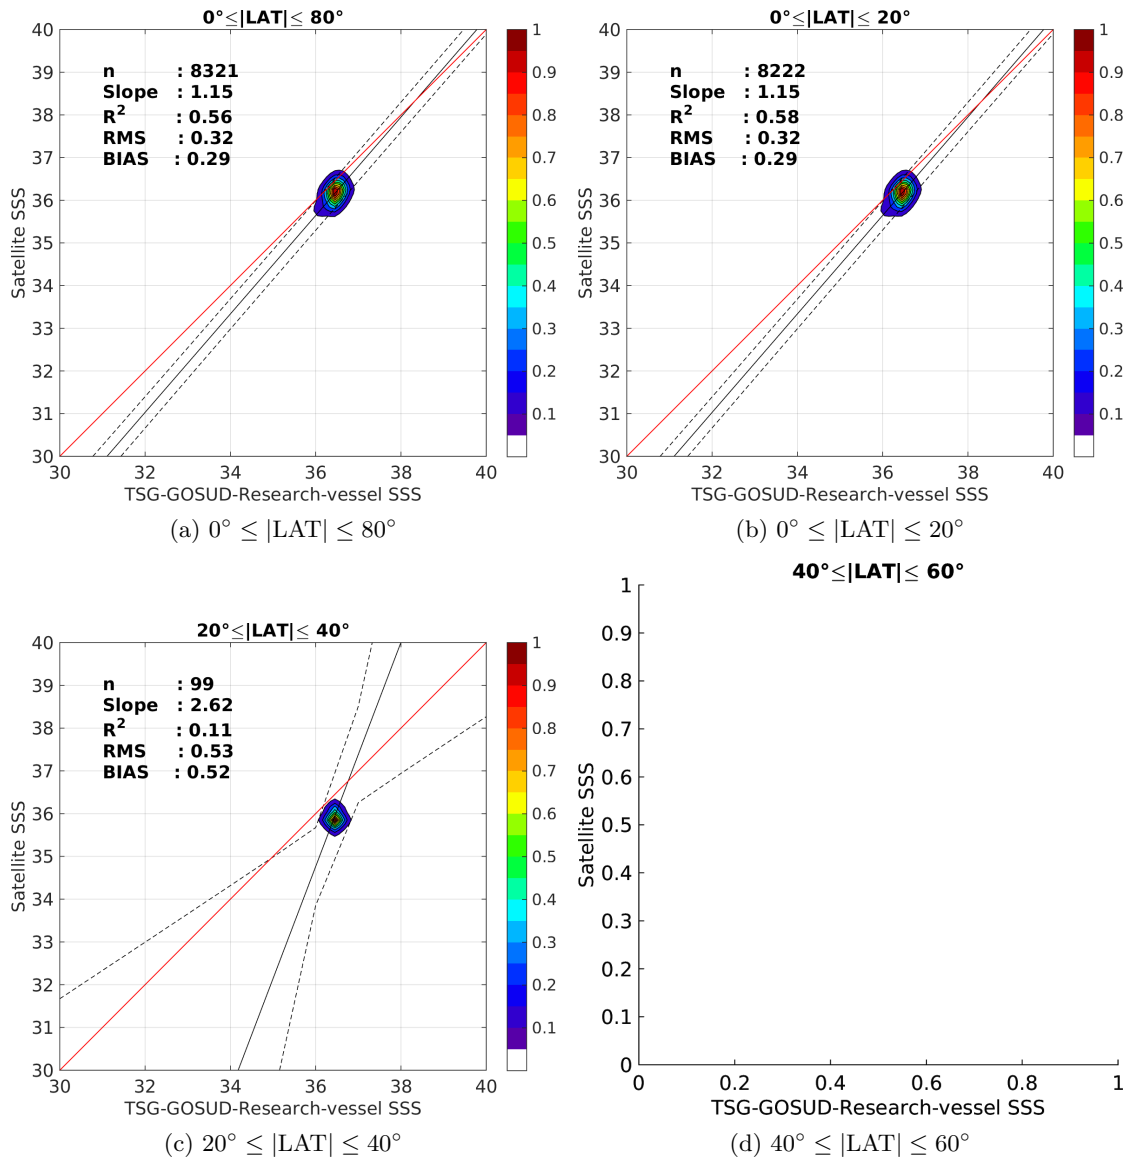 0°≤|LAT|≤ 80°
n : 8321
Slope : 1.15
R² : 0.56
RMS : 0.32
BIAS : 0.29
40
39
38
37
36
35
34
33
32
31
30
Satellite SSS
30 32 34 36 38 40
TSG-GOSUD-Research-vessel SSS
1
0.9
0.8
0.7
0.6
0.5
0.4
0.3
0.2
0.1
(a) 0° ≤ |LAT| ≤ 80°
0°≤|LAT|≤ 20°
n : 8222
Slope : 1.15
R² : 0.58
RMS : 0.32
BIAS : 0.29
40
39
38
37
36
35
34
33
32
31
30
Satellite SSS
30 32 34 36 38 40
TSG-GOSUD-Research-vessel SSS
1
0.9
0.8
0.7
0.6
0.5
0.4
0.3
0.2
0.1
(b) 0° ≤ |LAT| ≤ 20°
20°≤|LAT|≤ 40°
n : 99
Slope : 2.62
R² : 0.11
RMS : 0.53
BIAS : 0.52
40
39
38
37
36
35
34
33
32
31
30
Satellite SSS
30 32 34 36 38 40
TSG-GOSUD-Research-vessel SSS
1
0.9
0.8
0.7
0.6
0.5
0.4
0.3
0.2
0.1
(c) 20° ≤ |LAT| ≤ 40°
40°≤|LAT|≤ 60°
1
0.9
0.8
0.7
0.6
0.5
0.4
0.3
0.2
0.1
0
Satellite SSS
0 0.2 0.4 0.6 0.8 1
TSG-GOSUD-Research-vessel SSS
(d) 40° ≤ |LAT| ≤ 60°